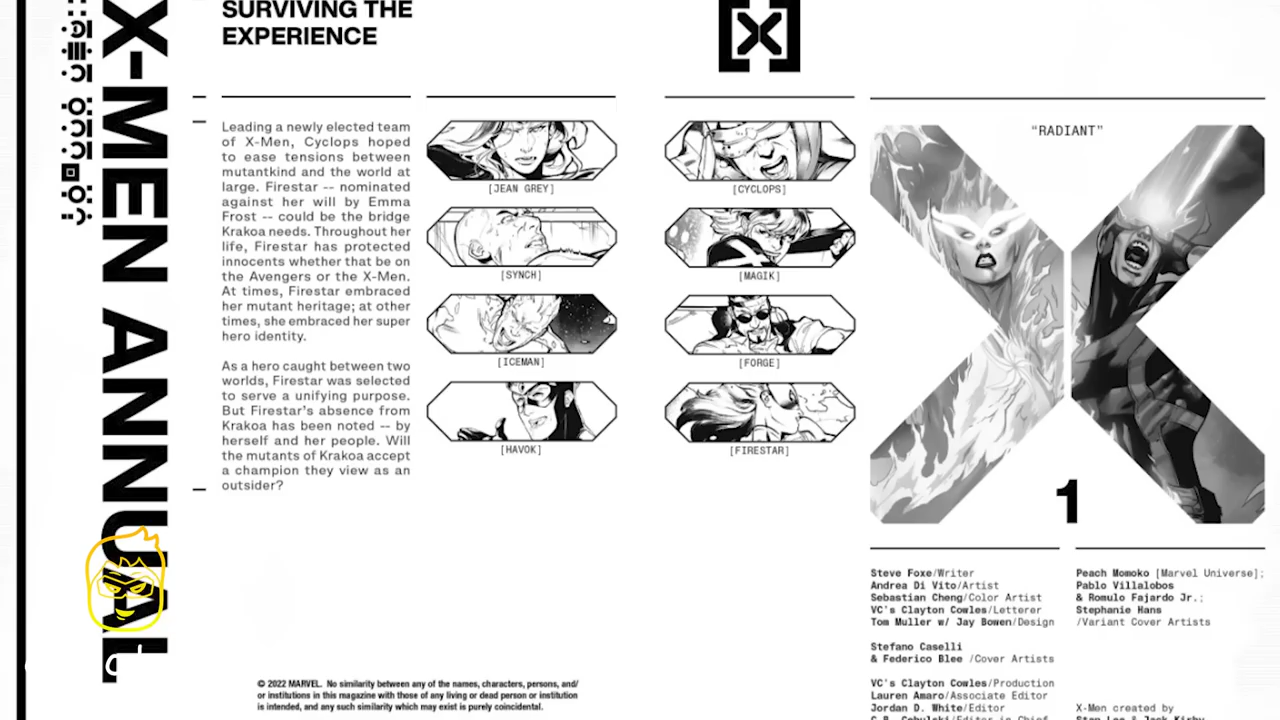 X-MEN ANNUAL
SURVIVING THE
EXPERIENCE
Leading a newly elected team
of X-Men, Cyclops hoped
to ease tensions between
mutantkind and the world at
large. Firestar -- nominated
against her will by Emma
Frost -- could be the bridge
Krakoa needs. Throughout her
life, Firestar has protected
innocents whether that be on
the Avengers or the X-Men.
At times, Firestar embraced
her mutant heritage; at other
times, she embraced her super
hero identity.
As a hero caught between two
worlds, Firestar was selected
to serve a unifying purpose.
But Firestar's absence from
Krakoa has been noted -- by
herself and her people. Will
the mutants of Krakoa accept
a champion they view as an
outsider?
[X]
[JEAN GREY]
[CYCLOPS]
[SYNCH]
[MAGIK]
[ICEMAN]
[FORGE]
[HAVOK]
[FIRESTAR]
"RADIANT"
1
Steve Foxe/Writer
Andrea Di Vito/Artist
Sebastian Cheng/Color Artist
VC's Clayton Cowles/Letterer
Tom Muller w/ Jay Bowen/Design
Stefano Caselli
& Federico Blee /Cover Artists
VC's Clayton Cowles/Production
Lauren Amaro/Associate Editor
Jordan D. White/Editor
C.B. Cebulski/Editor in Chief
Peach Momoko [Marvel Universe];
Pablo Villalobos
& Romulo Fajardo Jr.;
Stephanie Hans
/Variant Cover Artists
X-Men created by
Stan Lee & Jack Kirby
© 2022 MARVEL. No similarity between any of the names, characters, persons, and/
or institutions in this magazine with those of any living or dead person or institution
is intended, and any such similarity which may exist is purely coincidental.